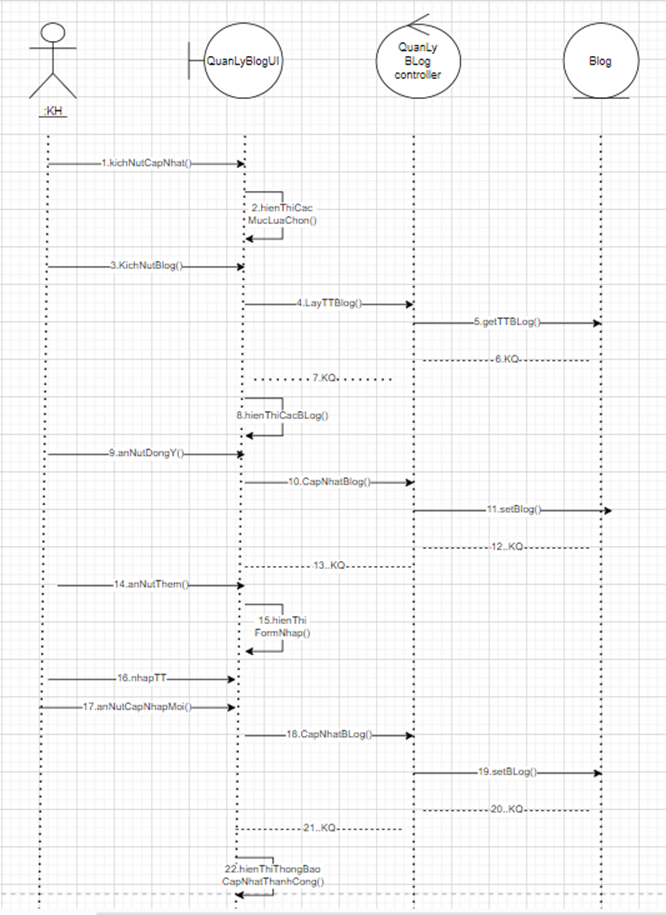 :KH
QuanLyBlogUI
QuanLy
BLog
controller
Blog
1.kichNutCapNhat()
2.hienThiCac
MucLuaChon()
3.KichNutBlog()
4.LayTTBlog()
5.getTTBLog()
6.KQ
7.KQ
8.hienThiCacBLog()
9.anNutDongY()
10.CapNhatBlog()
11.setBlog()
12..KQ
13..KQ
14.anNutThem()
15.hienThi
FormNhap()
16.nhapTT
17.anNutCapNhapMoi()
18.CapNhatBLog()
19.setBLog()
20..KQ
21..KQ
22.hienThiThongBao
CapNhatThanhCong()